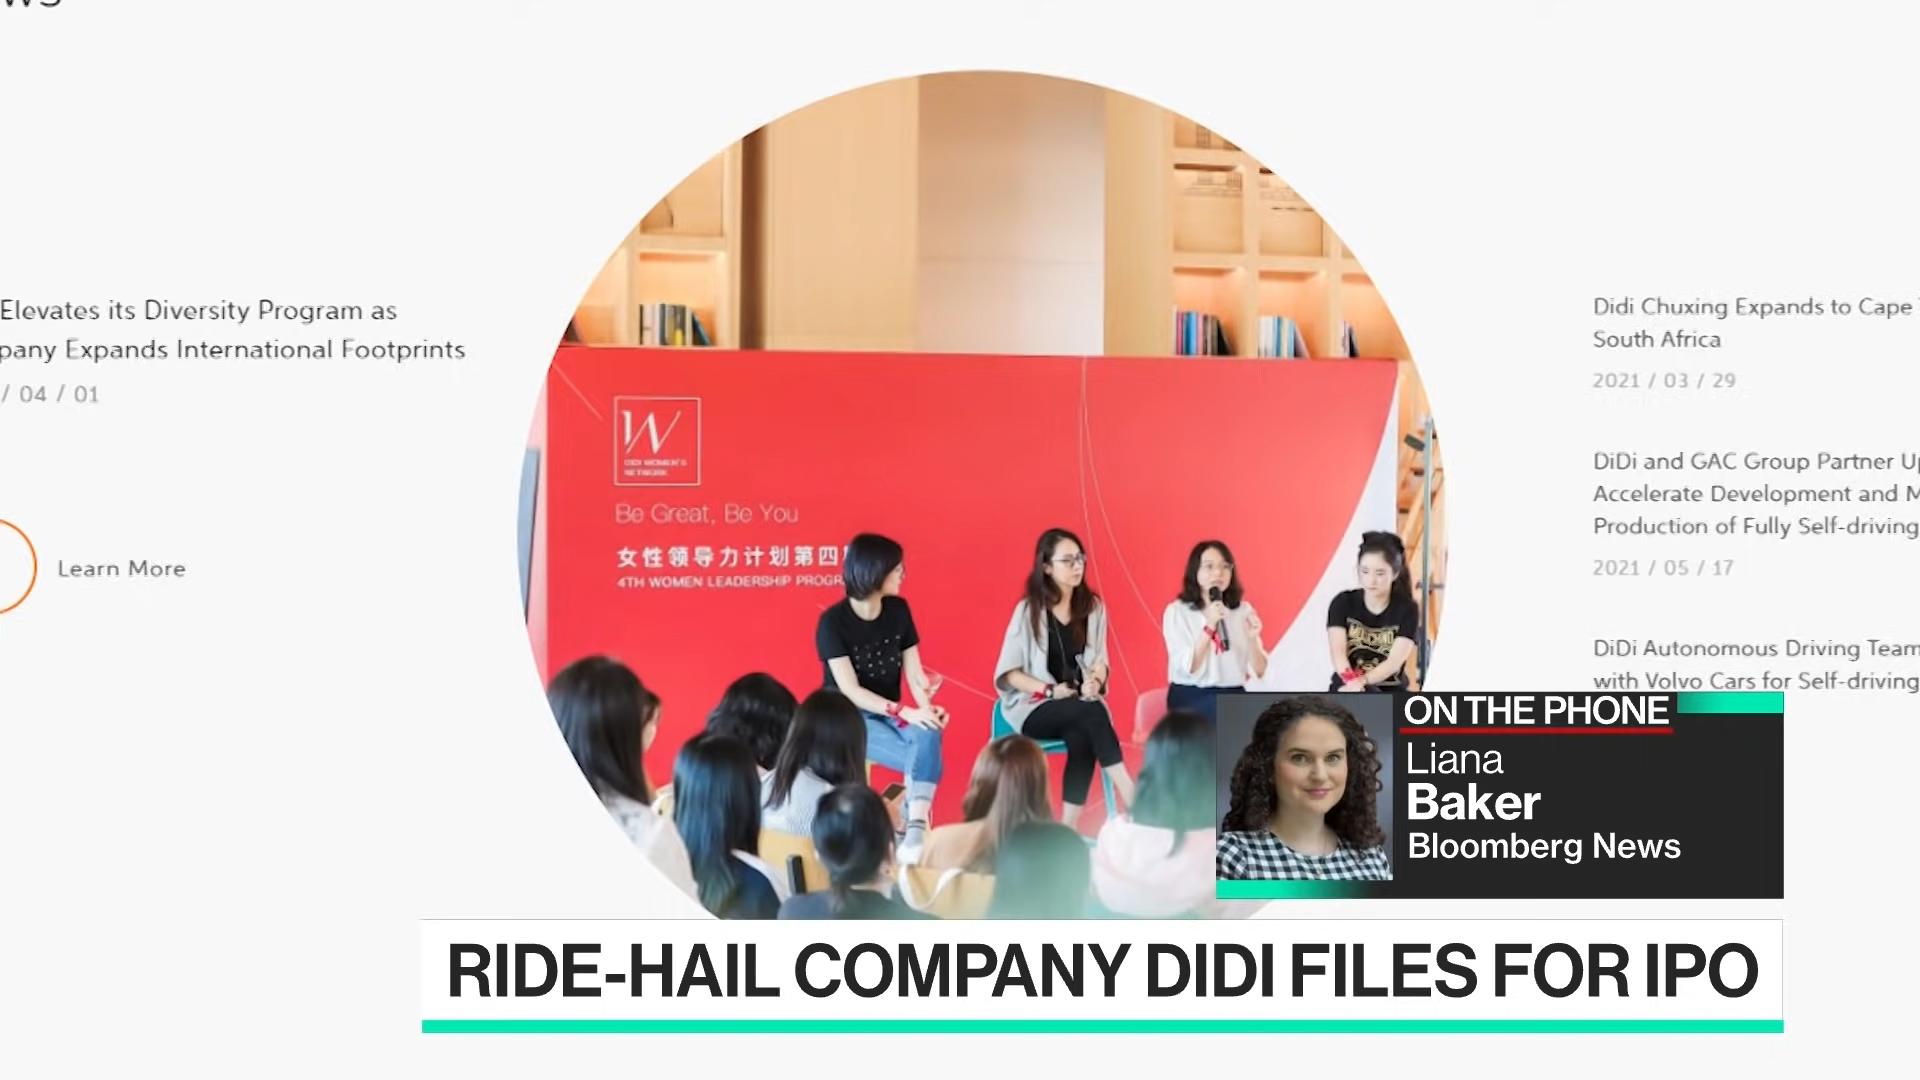 Elevates its Diversity Program as
pany Expands International Footprints
/ 04 / 01
Learn More
W
DIDI WOMEN'S
NETWORK
Be Great, Be You
女性领导力计划第四
4TH WOMEN LEADERSHIP PROGR
Didi Chuxing Expands to Cape
South Africa
2021 / 03 / 29
DiDi and GAC Group Partner Up
Accelerate Development and M
Production of Fully Self-driving
2021 / 05 / 17
DiDi Autonomous Driving Team
with Volvo Cars for Self-driving
ON THE PHONE
Liana
Baker
Bloomberg News
RIDE-HAIL COMPANY DIDI FILES FOR IPO